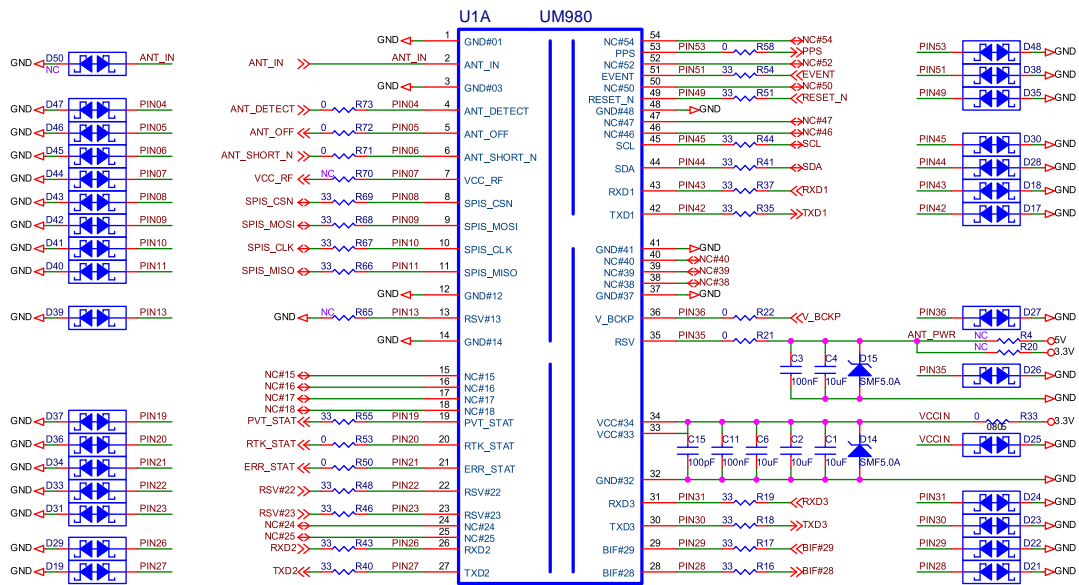 U1A UM980
GND 1 GND#01 NC#54 54 NC#54
GND D50 NC ANT_IN ANT_IN ANT_IN 2 ANT_IN PPS 53 PIN53 0 R58 PPS PIN53 D48 GND
NC#52 52 NC#52
GND 3 GND#03 EVENT 51 PIN51 33 R54 EVENT PIN51 D38 GND
NC#50 50 NC#50
GND D47 PIN04 ANT_DETECT 0 R73 PIN04 4 ANT_DETECT RESET_N 49 PIN49 33 R51 RESET_N PIN49 D35 GND
GND#48 48 GND
NC#47 47 NC#47
GND D46 PIN05 ANT_OFF 0 R72 PIN05 5 ANT_OFF NC#46 46 NC#46
GND D45 PIN06 ANT_SHORT_N 0 R71 PIN06 6 ANT_SHORT_N SCL 45 PIN45 33 R44 SCL PIN45 D30 GND
GND D44 PIN07 VCC_RF NC R70 PIN07 7 VCC_RF SDA 44 PIN44 33 R41 SDA PIN44 D28 GND
GND D43 PIN08 SPIS_CSN 33 R69 PIN08 8 SPIS_CSN RXD1 43 PIN43 33 R37 RXD1 PIN43 D18 GND
GND D42 PIN09 SPIS_MOSI 33 R68 PIN09 9 SPIS_MOSI TXD1 42 PIN42 33 R35 TXD1 PIN42 D17 GND
GND D41 PIN10 SPIS_CLK 33 R67 PIN10 10 SPIS_CLK GND#41 41 GND
NC#40 40 NC#40
GND D40 PIN11 SPIS_MISO 33 R66 PIN11 11 SPIS_MISO NC#39 39 NC#39
NC#38 38 NC#38
GND 12 GND#12 GND#37 37 GND
GND D39 PIN13 GND NC R65 PIN13 13 RSV#13 V_BCKP 36 PIN36 0 R22 V_BCKP PIN36 D27 GND
GND 14 GND#14 RSV 35 PIN35 0 R21 ANT_PWR NC R4 5V
NC R20 3.3V
C3 C4 D15
NC#15 15 NC#15 100nF 10uF SMF5.0A PIN35 D26 GND
NC#16 16 NC#16
NC#17 17 NC#17 GND
NC#18 18 NC#18
GND D37 PIN19 PVT_STAT 33 R55 PIN19 19 PVT_STAT VCC#34 34 VCCIN 0 R33 3.3V
0805
VCC#33 33
GND D36 PIN20 RTK_STAT 0 R53 PIN20 20 RTK_STAT C15 C11 C6 C2 C1 D14 VCCIN D25 GND
GND D34 PIN21 ERR_STAT 0 R50 PIN21 21 ERR_STAT 100pF 100nF 10uF 10uF 10uF SMF5.0A
GND#32 32 GND
GND D33 PIN22 RSV#22 33 R48 PIN22 22 RSV#22
RXD3 31 PIN31 33 R19 RXD3 PIN31 D24 GND
GND D31 PIN23 RSV#23 33 R46 PIN23 23 RSV#23
NC#24 24 NC#24 TXD3 30 PIN30 33 R18 TXD3 PIN30 D23 GND
NC#25 25 NC#25
GND D29 PIN26 RXD2 33 R43 PIN26 26 RXD2 BIF#29 29 PIN29 33 R17 BIF#29 PIN29 D22 GND
GND D19 PIN27 TXD2 33 R40 PIN27 27 TXD2 BIF#28 28 PIN28 33 R16 BIF#28 PIN28 D21 GND